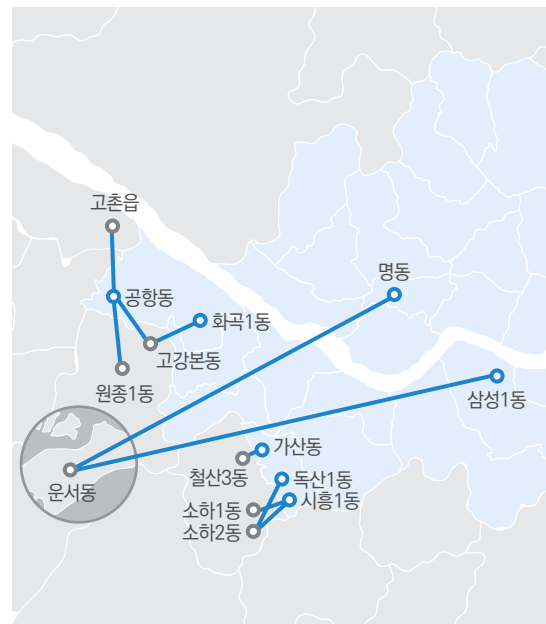 고촌읍
명동
공항동
화곡1동
고강본동
원종1동
삼성1동
가산동
철산3동
운서동
독산1동
시흥1동
소하1동
소하2동